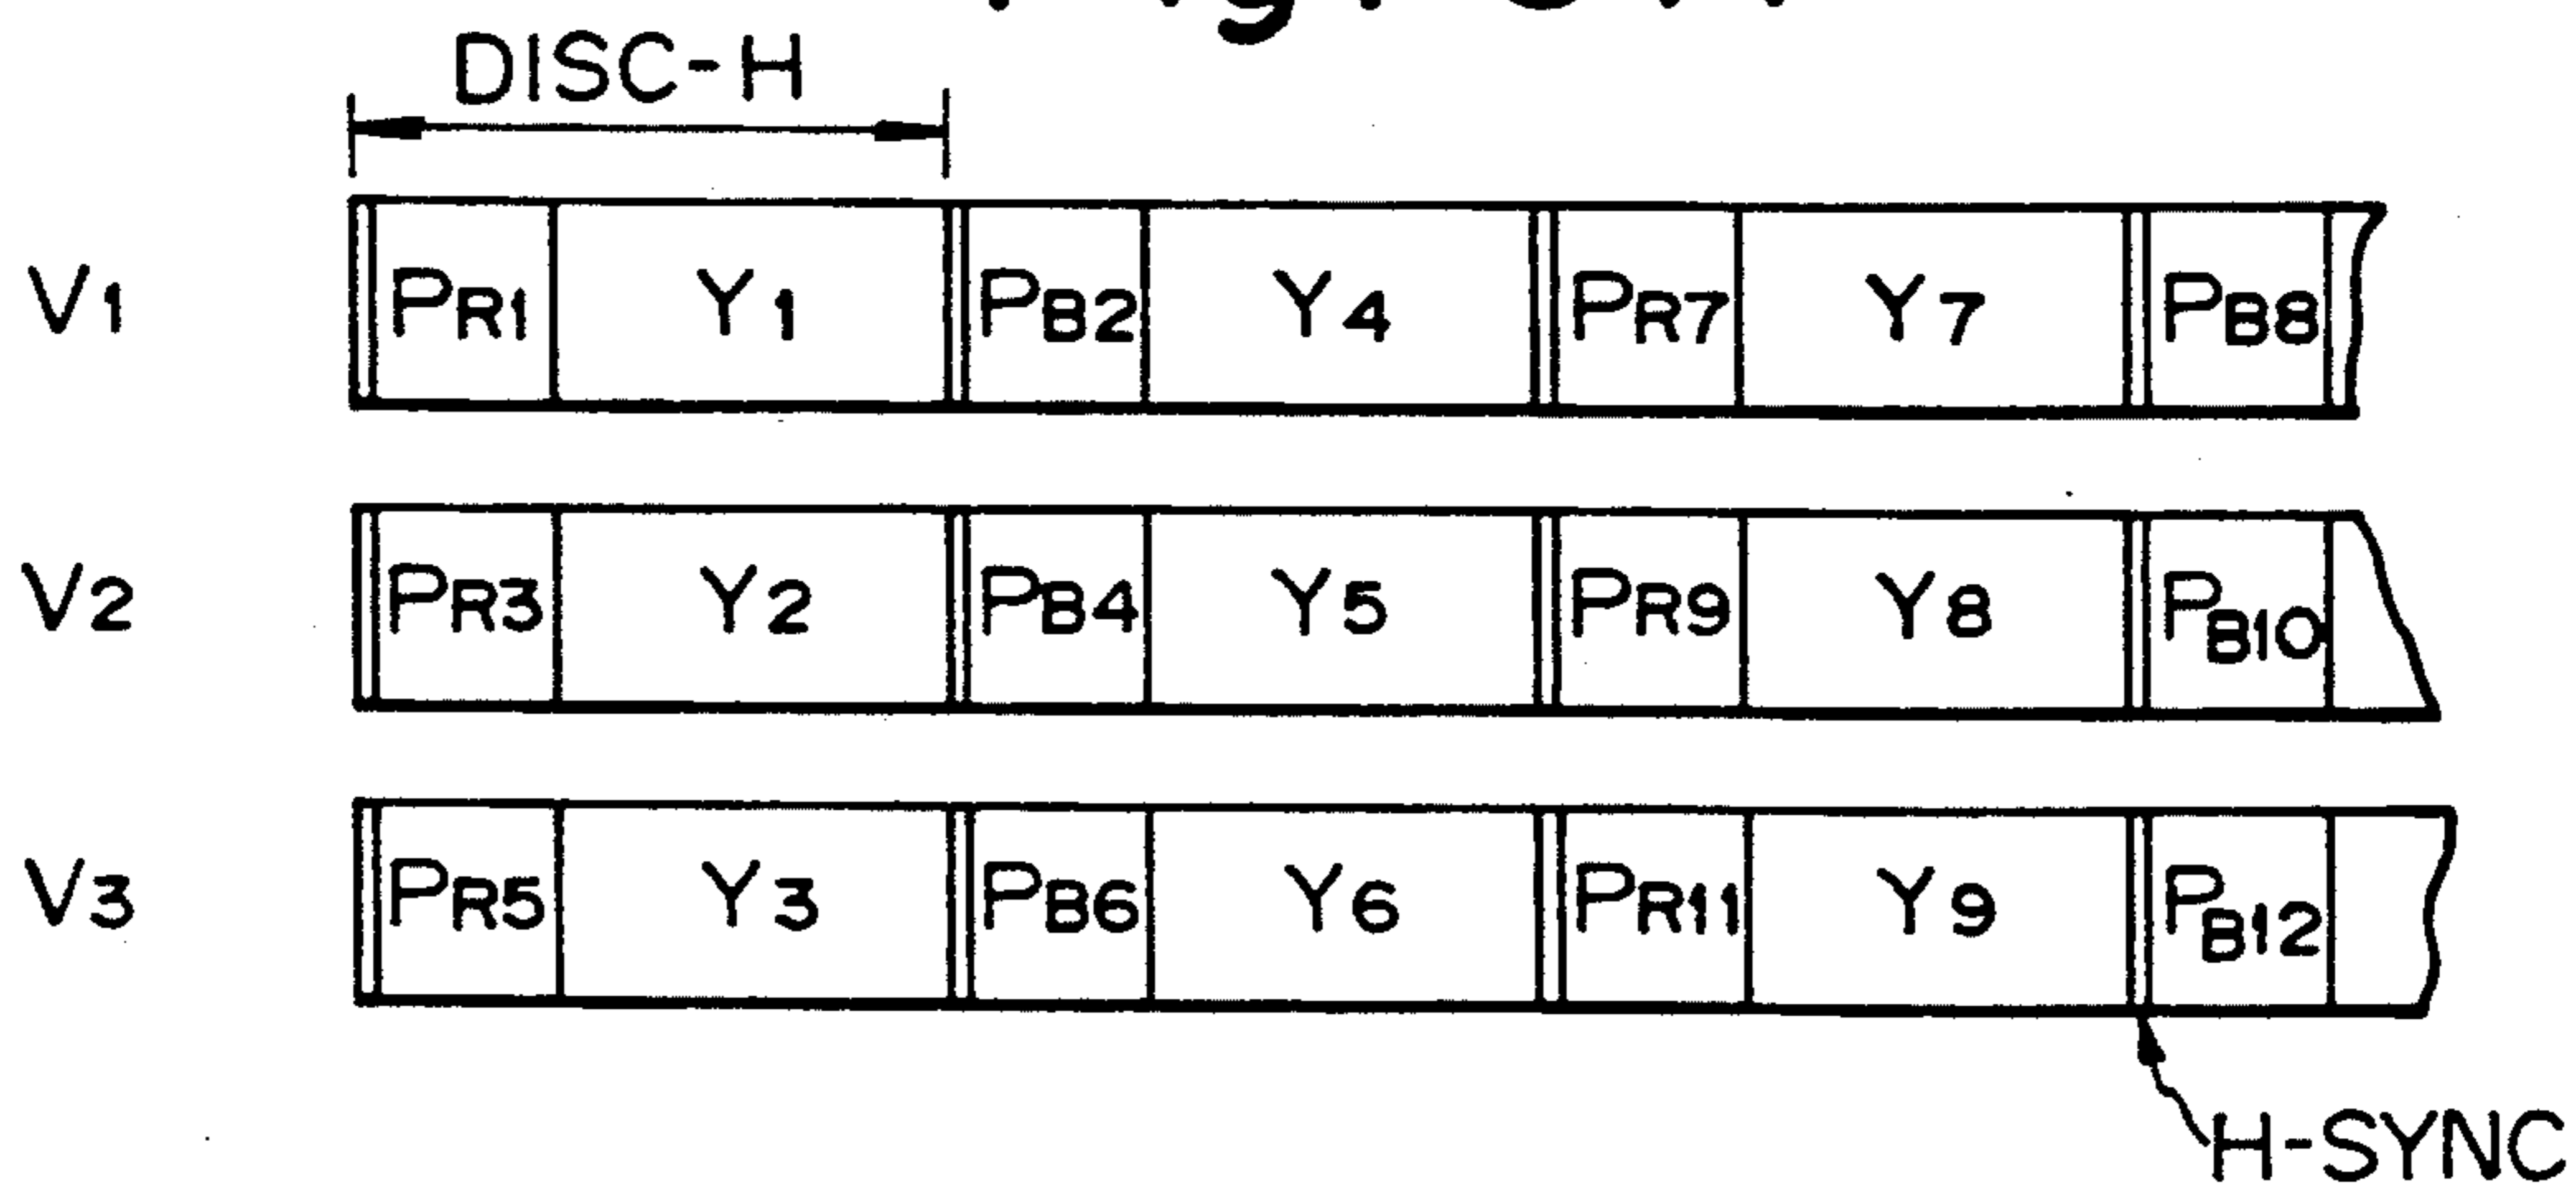 DISC-H
V1 PR1 Y1 PB2 Y4 PR7 Y7 PB8
V2 PR3 Y2 PB4 Y5 PR9 Y8 PB10
V3 PR5 Y3 PB6 Y6 PR11 Y9 PB12
H-SYNC